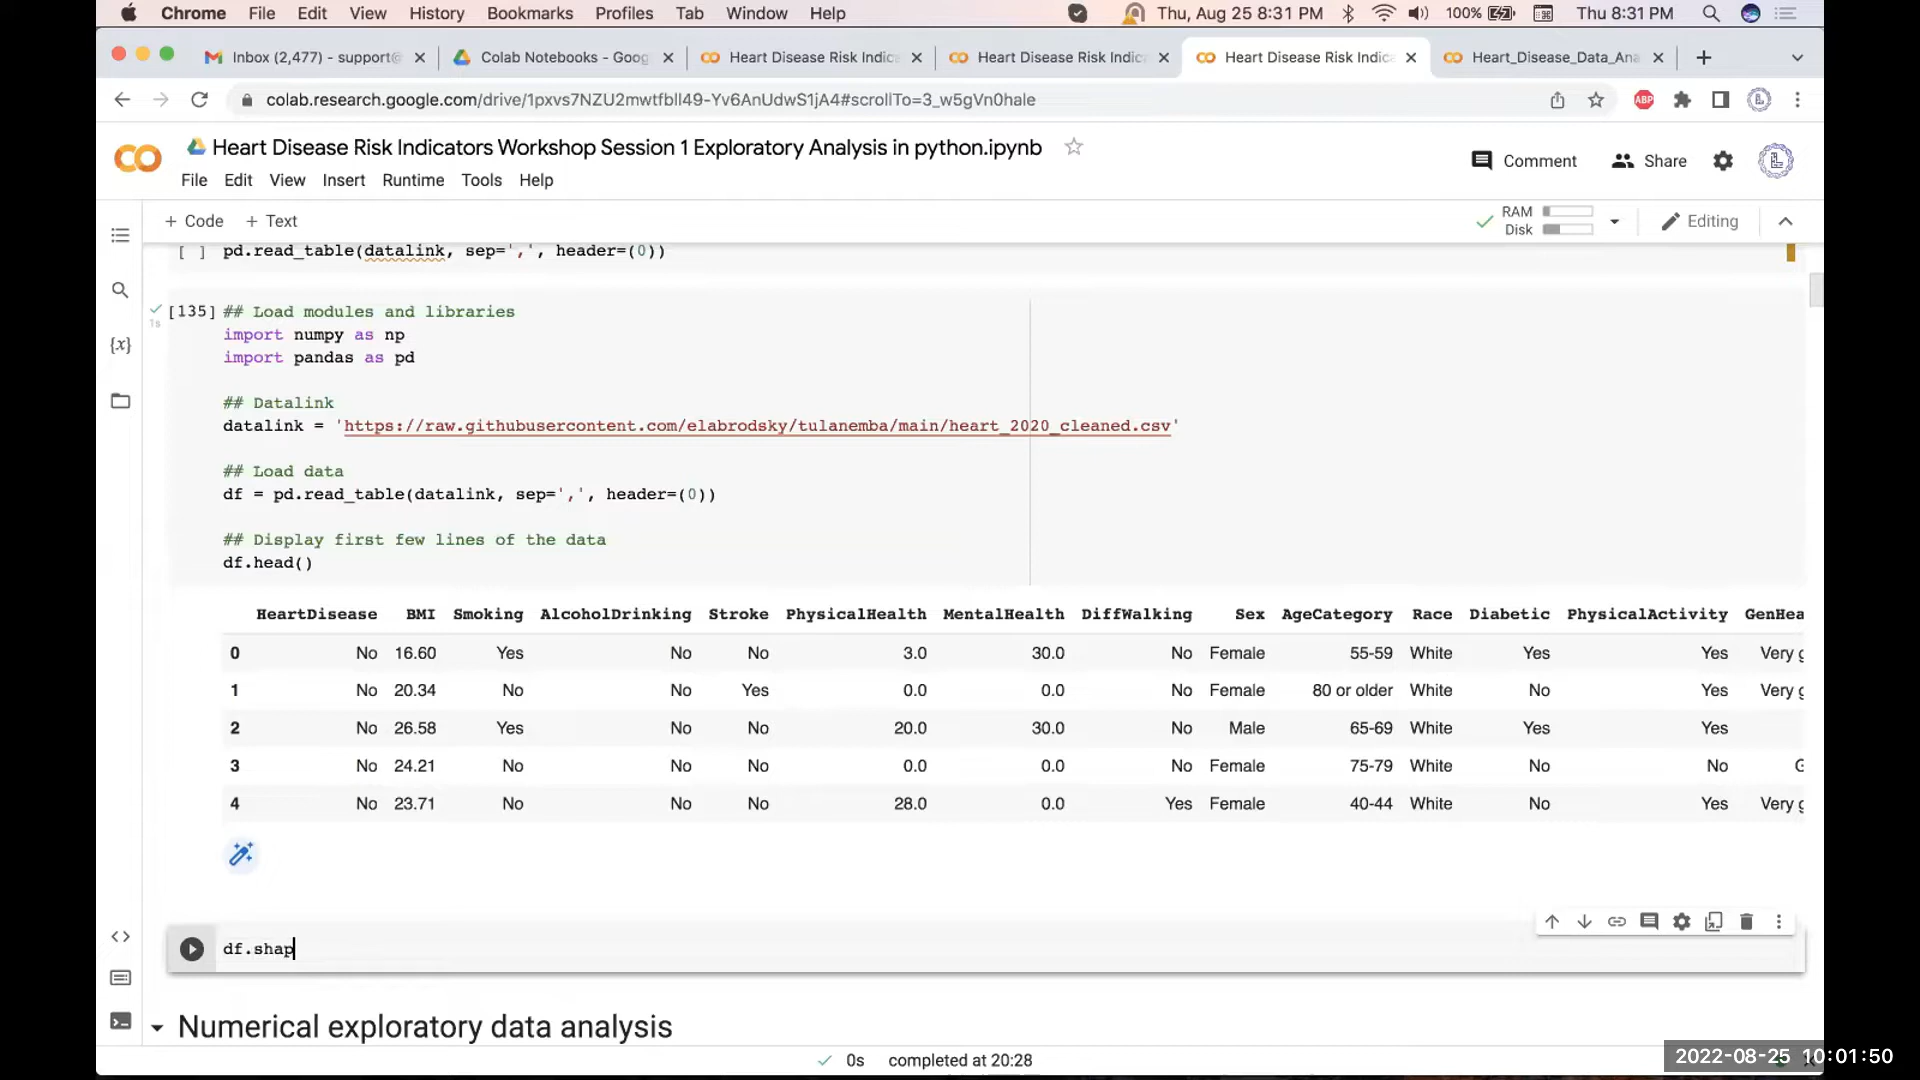 Chrome File Edit View History Bookmarks Profiles Tab Window Help Thu, Aug 25 8:31 PM 100% Thu 8:31 PM
Inbox (2,477) - support@ Colab Notebooks - Goog Heart Disease Risk Indic Heart Disease Risk Indic Heart Disease Risk Indica Heart_Disease_Data_Ana
colab.research.google.com/drive/1pxvs7NZU2mwtfbll49-Yv6AnUdwS1jA4#scrollTo=3_w5gVn0hale ABP
Heart Disease Risk Indicators Workshop Session 1 Exploratory Analysis in python.ipynb
Comment Share
File Edit View Insert Runtime Tools Help
+ Code + Text RAM Disk Editing
[ ] pd.read_table(datalink, sep=',', header=(0))
[135] ## Load modules and libraries
1s
import numpy as np
{x}
import pandas as pd
## Datalink
datalink = 'https://raw.githubusercontent.com/elabrodsky/tulanemba/main/heart_2020_cleaned.csv'
## Load data
df = pd.read_table(datalink, sep=',', header=(0))
## Display first few lines of the data
df.head()
HeartDisease BMI Smoking AlcoholDrinking Stroke PhysicalHealth MentalHealth DiffWalking Sex AgeCategory Race Diabetic PhysicalActivity GenHea
0 No 16.60 Yes No No 3.0 30.0 No Female 55-59 White Yes Yes Very g
1 No 20.34 No No Yes 0.0 0.0 No Female 80 or older White No Yes Very g
2 No 26.58 Yes No No 20.0 30.0 No Male 65-69 White Yes Yes
3 No 24.21 No No No 0.0 0.0 No Female 75-79 White No No G
4 No 23.71 No No No 28.0 0.0 Yes Female 40-44 White No Yes Very g
df.shap
Numerical exploratory data analysis
0s completed at 20:28
2022-08-25 10:01:50